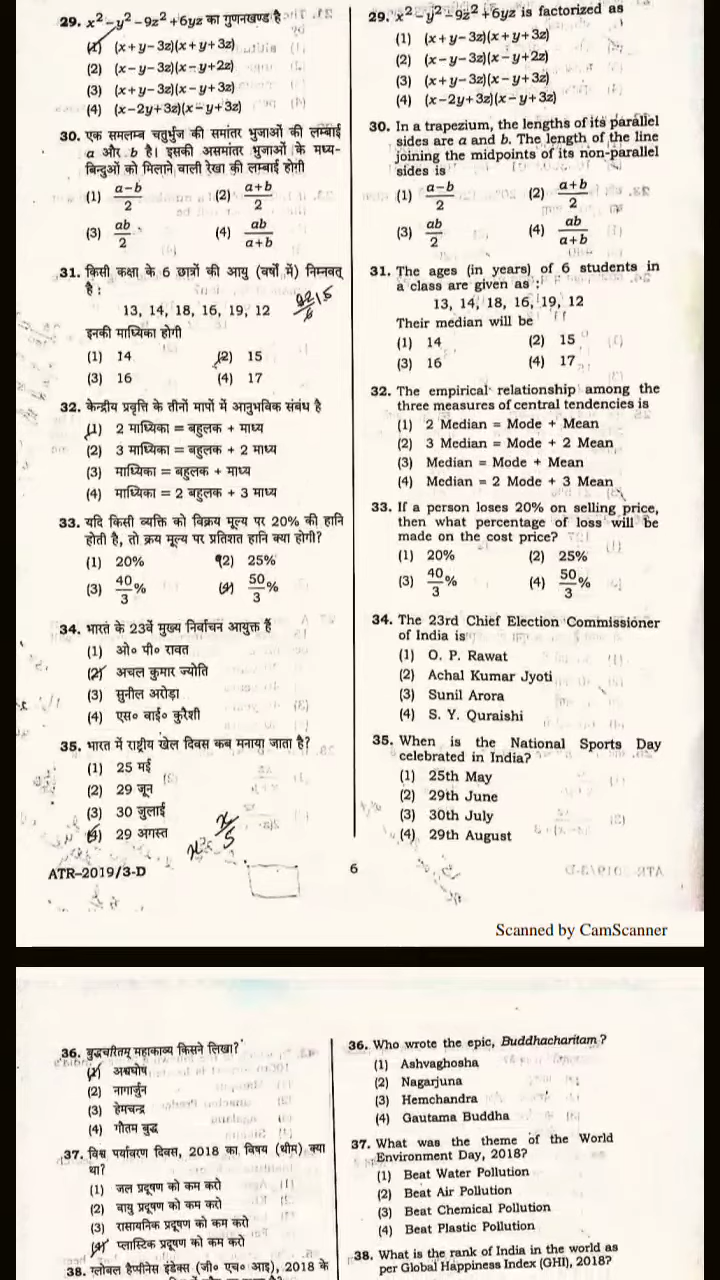 29. x² – y² – 9z² + 6yz का गुणनखण्ड है
(1) (x + y – 3z)(x + y + 3z)
(2) (x – y – 3z)(x – y + 2z)
(3) (x + y – 3z)(x – y + 3z)
(4) (x – 2y + 3z)(x – y + 3z)
30. एक समलम्ब चतुर्भुज की समांतर भुजाओं की लम्बाई
a और b है। इसकी असमांतर भुजाओं के मध्य-
बिन्दुओं को मिलाने वाली रेखा की लम्बाई होगी
(1) (a – b)/2 (2) (a + b)/2
(3) ab/2 (4) ab/(a + b)
31. किसी कक्षा के 6 छात्रों की आयु (वर्षों में) निम्नवत्
है :
13, 14, 18, 16, 19, 12
इनकी माध्यिका होगी
(1) 14 (2) 15
(3) 16 (4) 17
32. केन्द्रीय प्रवृत्ति के तीनों मापों में आनुभविक संबंध है
(1) 2 माध्यिका = बहुलक + माध्य
(2) 3 माध्यिका = बहुलक + 2 माध्य
(3) माध्यिका = बहुलक + माध्य
(4) माध्यिका = 2 बहुलक + 3 माध्य
33. यदि किसी व्यक्ति को विक्रय मूल्य पर 20% की हानि
होती है, तो क्रय मूल्य पर प्रतिशत हानि क्या होगी?
(1) 20% (2) 25%
(3) 40/3 % (4) 50/3 %
34. भारत के 23वें मुख्य निर्वाचन आयुक्त हैं
(1) ओ० पी० रावत
(2) अचल कुमार ज्योति
(3) सुनील अरोड़ा
(4) एस० वाई० कुरैशी
35. भारत में राष्ट्रीय खेल दिवस कब मनाया जाता है?
(1) 25 मई
(2) 29 जून
(3) 30 जुलाई
(4) 29 अगस्त
ATR–2019/3–D
29. x² – y² – 9z² + 6yz is factorized as
(1) (x + y – 3z)(x + y + 3z)
(2) (x – y – 3z)(x – y + 2z)
(3) (x + y – 3z)(x – y + 3z)
(4) (x – 2y + 3z)(x – y + 3z)
30. In a trapezium, the lengths of its parallel
sides are a and b. The length of the line
joining the midpoints of its non-parallel
sides is
(1) (a – b)/2 (2) (a + b)/2
(3) ab/2 (4) ab/(a + b)
31. The ages (in years) of 6 students in
a class are given as :
13, 14, 18, 16, 19, 12
Their median will be
(1) 14 (2) 15
(3) 16 (4) 17
32. The empirical relationship among the
three measures of central tendencies is
(1) 2 Median = Mode + Mean
(2) 3 Median = Mode + 2 Mean
(3) Median = Mode + Mean
(4) Median = 2 Mode + 3 Mean
33. If a person loses 20% on selling price,
then what percentage of loss will be
made on the cost price?
(1) 20% (2) 25%
(3) 40/3 % (4) 50/3 %
34. The 23rd Chief Election Commissioner
of India is
(1) O. P. Rawat
(2) Achal Kumar Jyoti
(3) Sunil Arora
(4) S. Y. Quraishi
35. When is the National Sports Day
celebrated in India?
(1) 25th May
(2) 29th June
(3) 30th July
(4) 29th August
6
Scanned by CamScanner
36. बुद्धचरितम् महाकाव्य किसने लिखा?
(1) अश्वघोष
(2) नागार्जुन
(3) हेमचन्द्र
(4) गौतम बुद्ध
37. विश्व पर्यावरण दिवस, 2018 का विषय (थीम) क्या
था?
(1) जल प्रदूषण को कम करो
(2) वायु प्रदूषण को कम करो
(3) रासायनिक प्रदूषण को कम करो
(4) प्लास्टिक प्रदूषण को कम करो
38. ग्लोबल हैप्पीनेस इंडेक्स (जी० एच० आइ), 2018 के
36. Who wrote the epic, Buddhacharitam ?
(1) Ashvaghosha
(2) Nagarjuna
(3) Hemchandra
(4) Gautama Buddha
37. What was the theme of the World
Environment Day, 2018?
(1) Beat Water Pollution
(2) Beat Air Pollution
(3) Beat Chemical Pollution
(4) Beat Plastic Pollution
38. What is the rank of India in the world as
per Global Happiness Index (GHI), 2018?